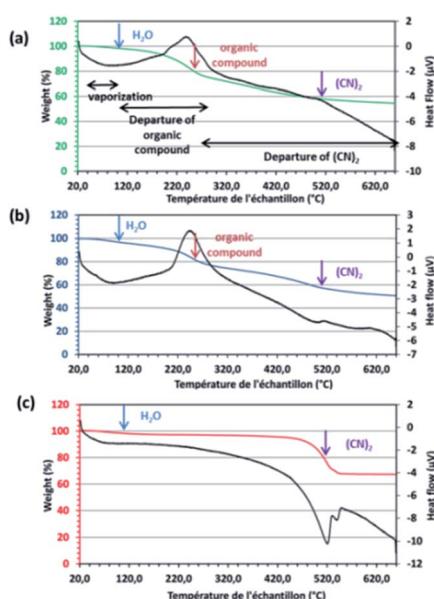 (a)
120
100
80
60
40
20
0
Weight (%)
H₂O
organic
compound
(CN)₂
vaporization
Departure of
organic
compound
Departure of (CN)₂
2
0
-2
-4
-6
-8
-10
Heat Flow (µV)
20,0 120,0 220,0 320,0 420,0 520,0 620,0
Température de l'échantillon (°C)
(b)
120
100
80
60
40
20
0
Weight (%)
H₂O
organic
compound
(CN)₂
3
2
1
0
-1
-2
-3
-4
-5
-6
-7
Heat flow (µV)
20,0 120,0 220,0 320,0 420,0 520,0 620,0
Température de l'échantillon (°C)
(c)
120
100
80
60
40
20
0
Weight (%)
H₂O
(CN)₂
2
0
-2
-4
-6
-8
-10
-12
Heat flow (µV)
20,0 120,0 220,0 320,0 420,0 520,0 620,0
Température de l'échantillon (°C)